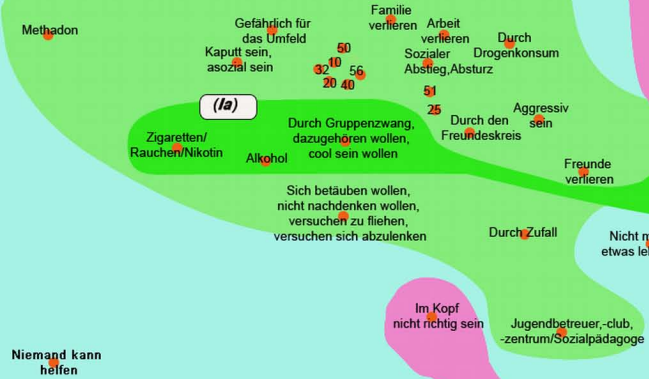 Familie
verlieren
Methadon
Gefährlich für
das Umfeld
Arbeit
verlieren
Durch
Drogenkonsum
Kaputt sein,
asozial sein
50
10
32
56
20
40
Sozialer
Abstieg,Absturz
51
25
(Ia)
Aggressiv
sein
Durch den
Freundeskreis
Durch Gruppenzwang,
dazugehören wollen,
cool sein wollen
Zigaretten/
Rauchen/Nikotin
Alkohol
Freunde
verlieren
Sich betäuben wollen,
nicht nachdenken wollen,
versuchen zu fliehen,
versuchen sich abzulenken
Durch Zufall
Nicht m
etwas lei
Im Kopf
nicht richtig sein
Jugendbetreuer,-club,
-zentrum/Sozialpädagoge
Niemand kann
helfen